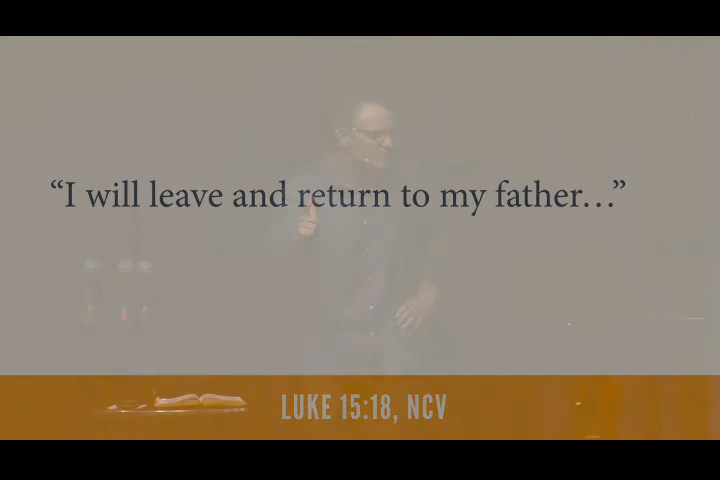 “I will leave and return to my father…”
LUKE 15:18, NCV